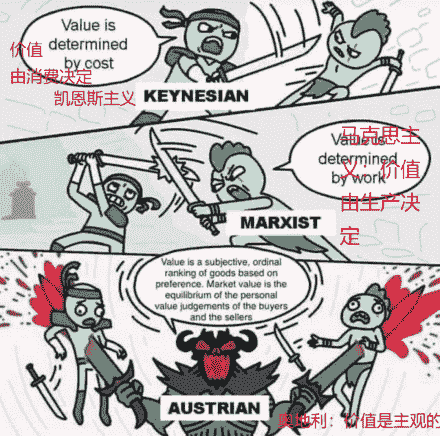 Value is
determined
by cost
价值
由消费决定
凯恩斯主义
KEYNESIAN
Value is
determined
by work
马克思主
义：价值
由生产决
定
MARXIST
Value is a subjective, ordinal
ranking of goods based on
preference. Market value is the
equilibrium of the personal
value judgements of the buyers
and the sellers
AUSTRIAN
奥地利：价值是主观的